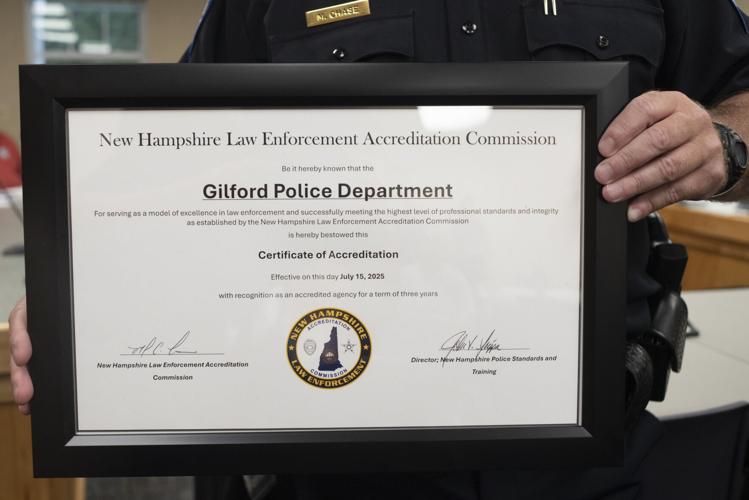 M. CHASE
New Hampshire Law Enforcement Accreditation Commission
Be it hereby known that the
Gilford Police Department
For serving as a model of excellence in law enforcement and successfully meeting the highest level of professional standards and integrity
as established by the New Hampshire Law Enforcement Accreditation Commission
is hereby bestowed this
Certificate of Accreditation
Effective on this day July 15, 2025
with recognition as an accredited agency for a term of three years
NEW HAMPSHIRE
ACCREDITATION
COMMISSION
LAW ENFORCEMENT
New Hampshire Law Enforcement Accreditation
Commission
Director; New Hampshire Police Standards and
Training